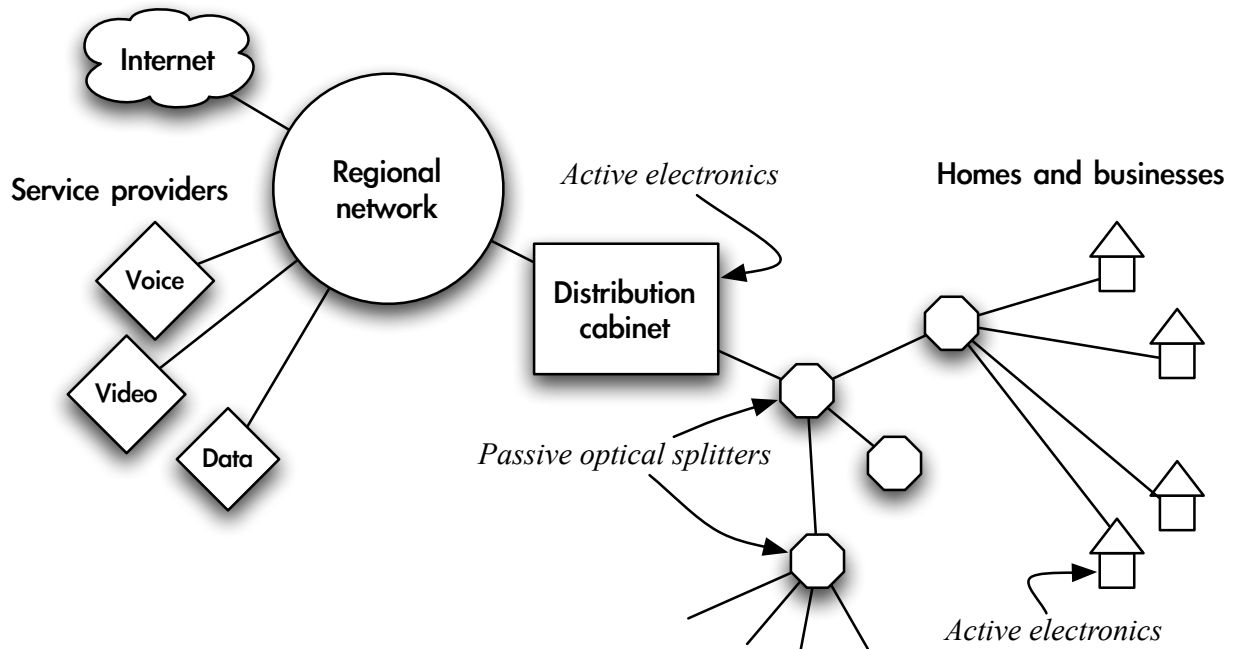 Internet
Service providers
Voice
Video
Data
Regional
network
Active electronics
Distribution
cabinet
Passive optical splitters
Homes and businesses
Active electronics